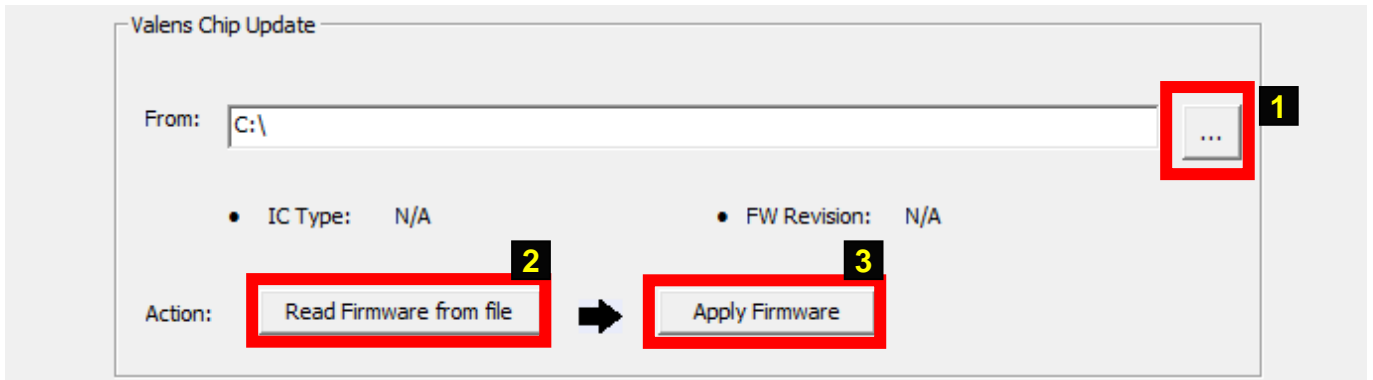 Valens Chip Update
From: C:\ ... 1
• IC Type: N/A • FW Revision: N/A
2 3
Action: Read Firmware from file Apply Firmware